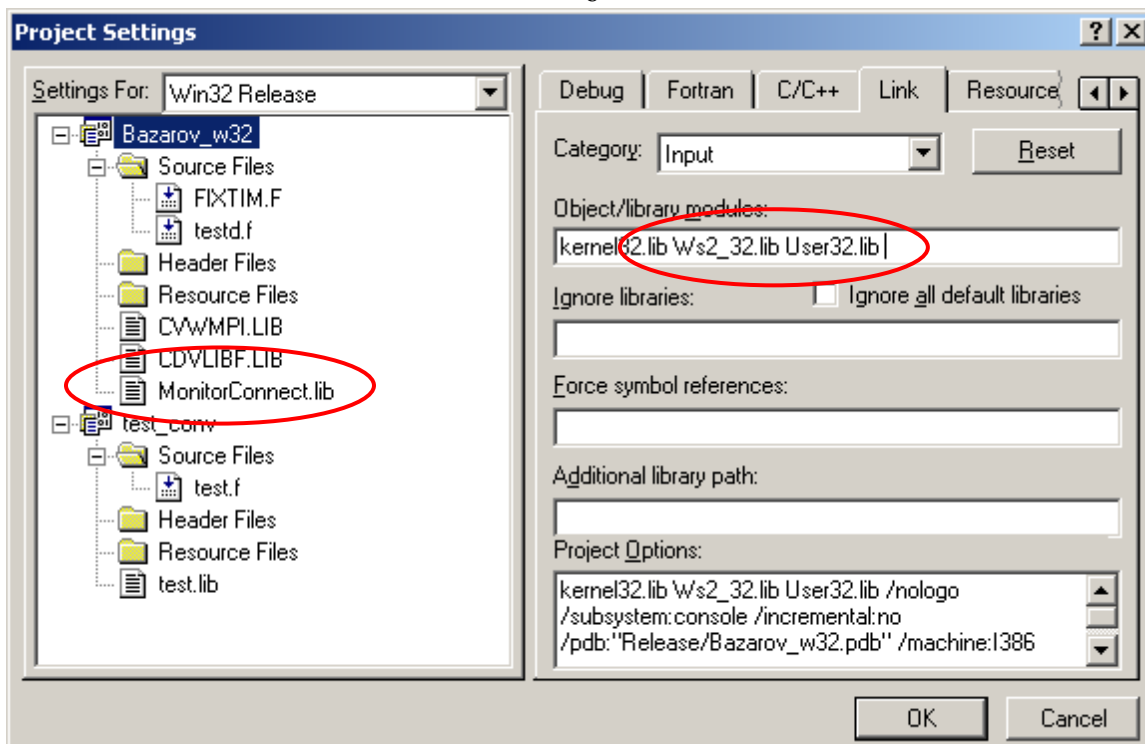 Project Settings
Settings For: Win32 Release
Bazarov_w32
Source Files
FIXTIM.F
testd.f
Header Files
Resource Files
CVWMPI.LIB
CDVLIBF.LIB
MonitorConnect.lib
test_conv
Source Files
test.f
Header Files
Resource Files
test.lib
Debug Fortran C/C++ Link Resource
Category: Input Reset
Object/library modules:
kernel32.lib Ws2_32.lib User32.lib
Ignore libraries: Ignore all default libraries
Force symbol references:
Additional library path:
Project Options:
kernel32.lib Ws2_32.lib User32.lib /nologo
/subsystem:console /incremental:no
/pdb:"Release/Bazarov_w32.pdb" /machine:I386
OK Cancel